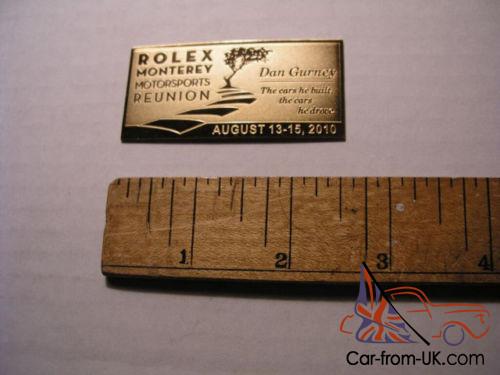 ROLEX
MONTEREY
MOTORSPORTS
REUNION
Dan Gurney
The cars he built,
the cars
he drove.
AUGUST 13-15, 2010
1 2 3 4
Car-from-UK.com